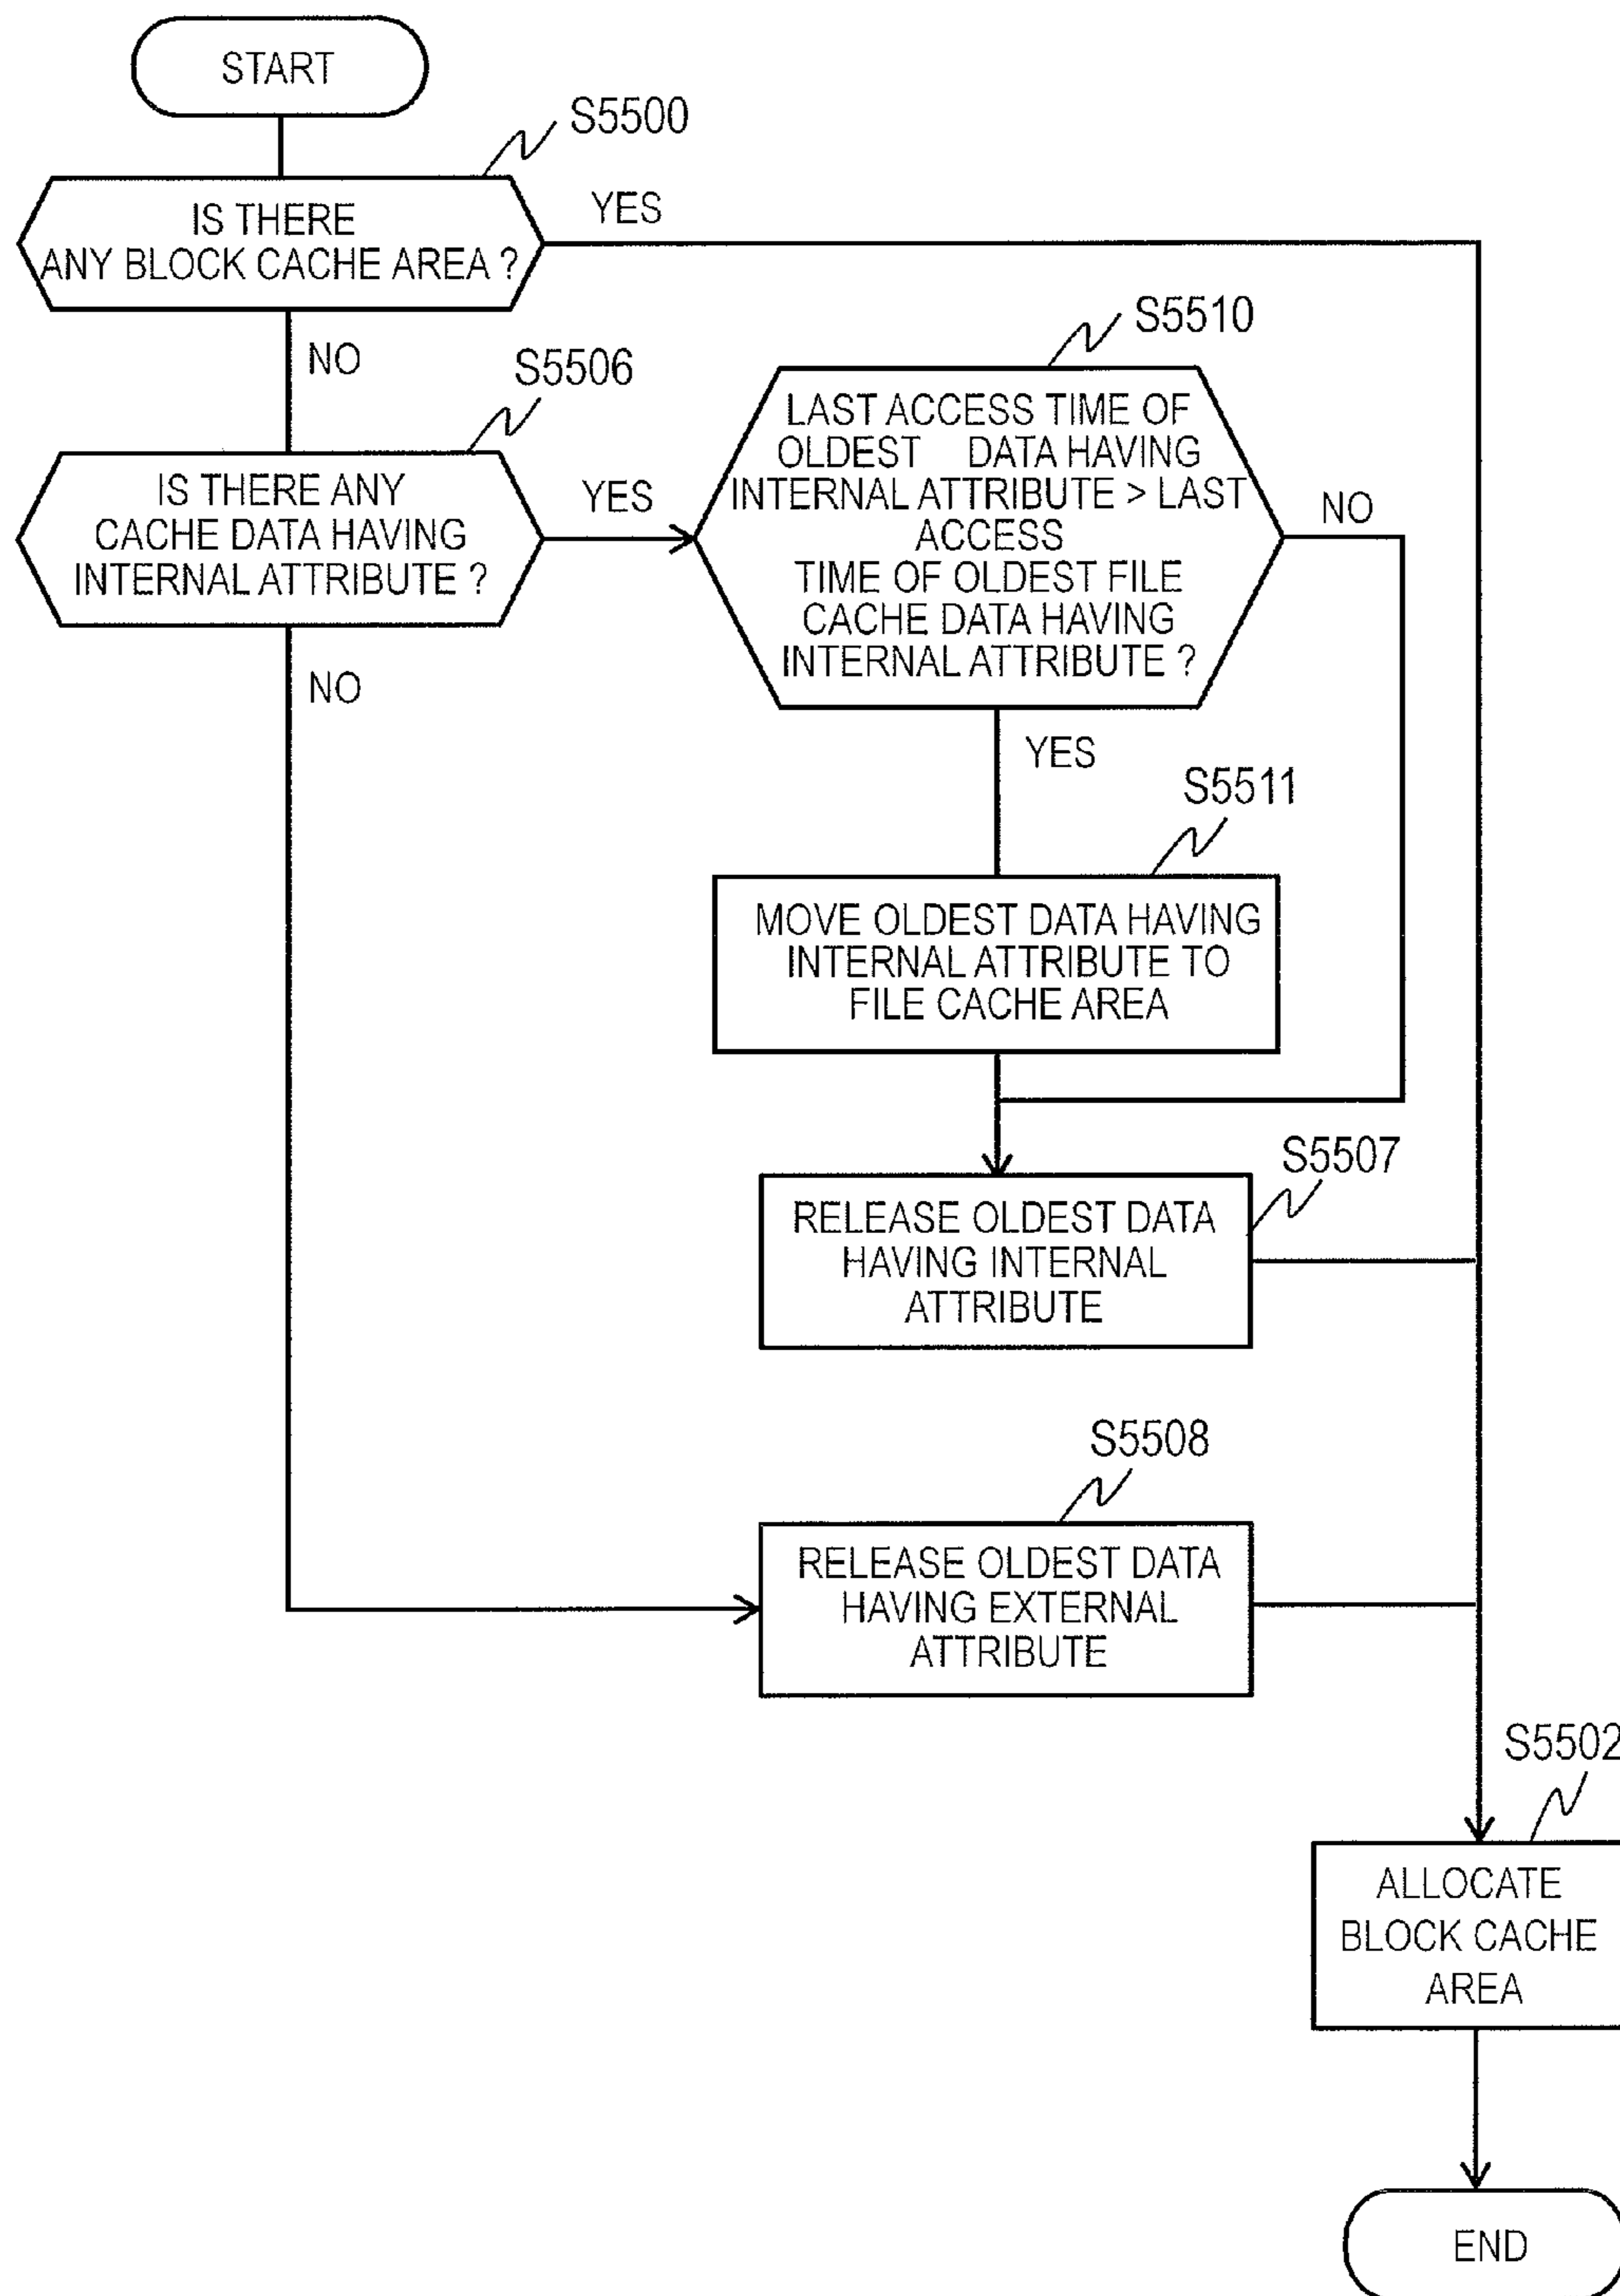 START
S5500
IS THERE
ANY BLOCK CACHE AREA ?
YES
NO
S5506
IS THERE ANY
CACHE DATA HAVING
INTERNAL ATTRIBUTE ?
YES
NO
S5510
LAST ACCESS TIME OF
OLDEST DATA HAVING
INTERNAL ATTRIBUTE > LAST
ACCESS
TIME OF OLDEST FILE
CACHE DATA HAVING
INTERNAL ATTRIBUTE ?
NO
YES
S5511
MOVE OLDEST DATA HAVING
INTERNAL ATTRIBUTE TO
FILE CACHE AREA
S5507
RELEASE OLDEST DATA
HAVING INTERNAL
ATTRIBUTE
S5508
RELEASE OLDEST DATA
HAVING EXTERNAL
ATTRIBUTE
S5502
ALLOCATE
BLOCK CACHE
AREA
END